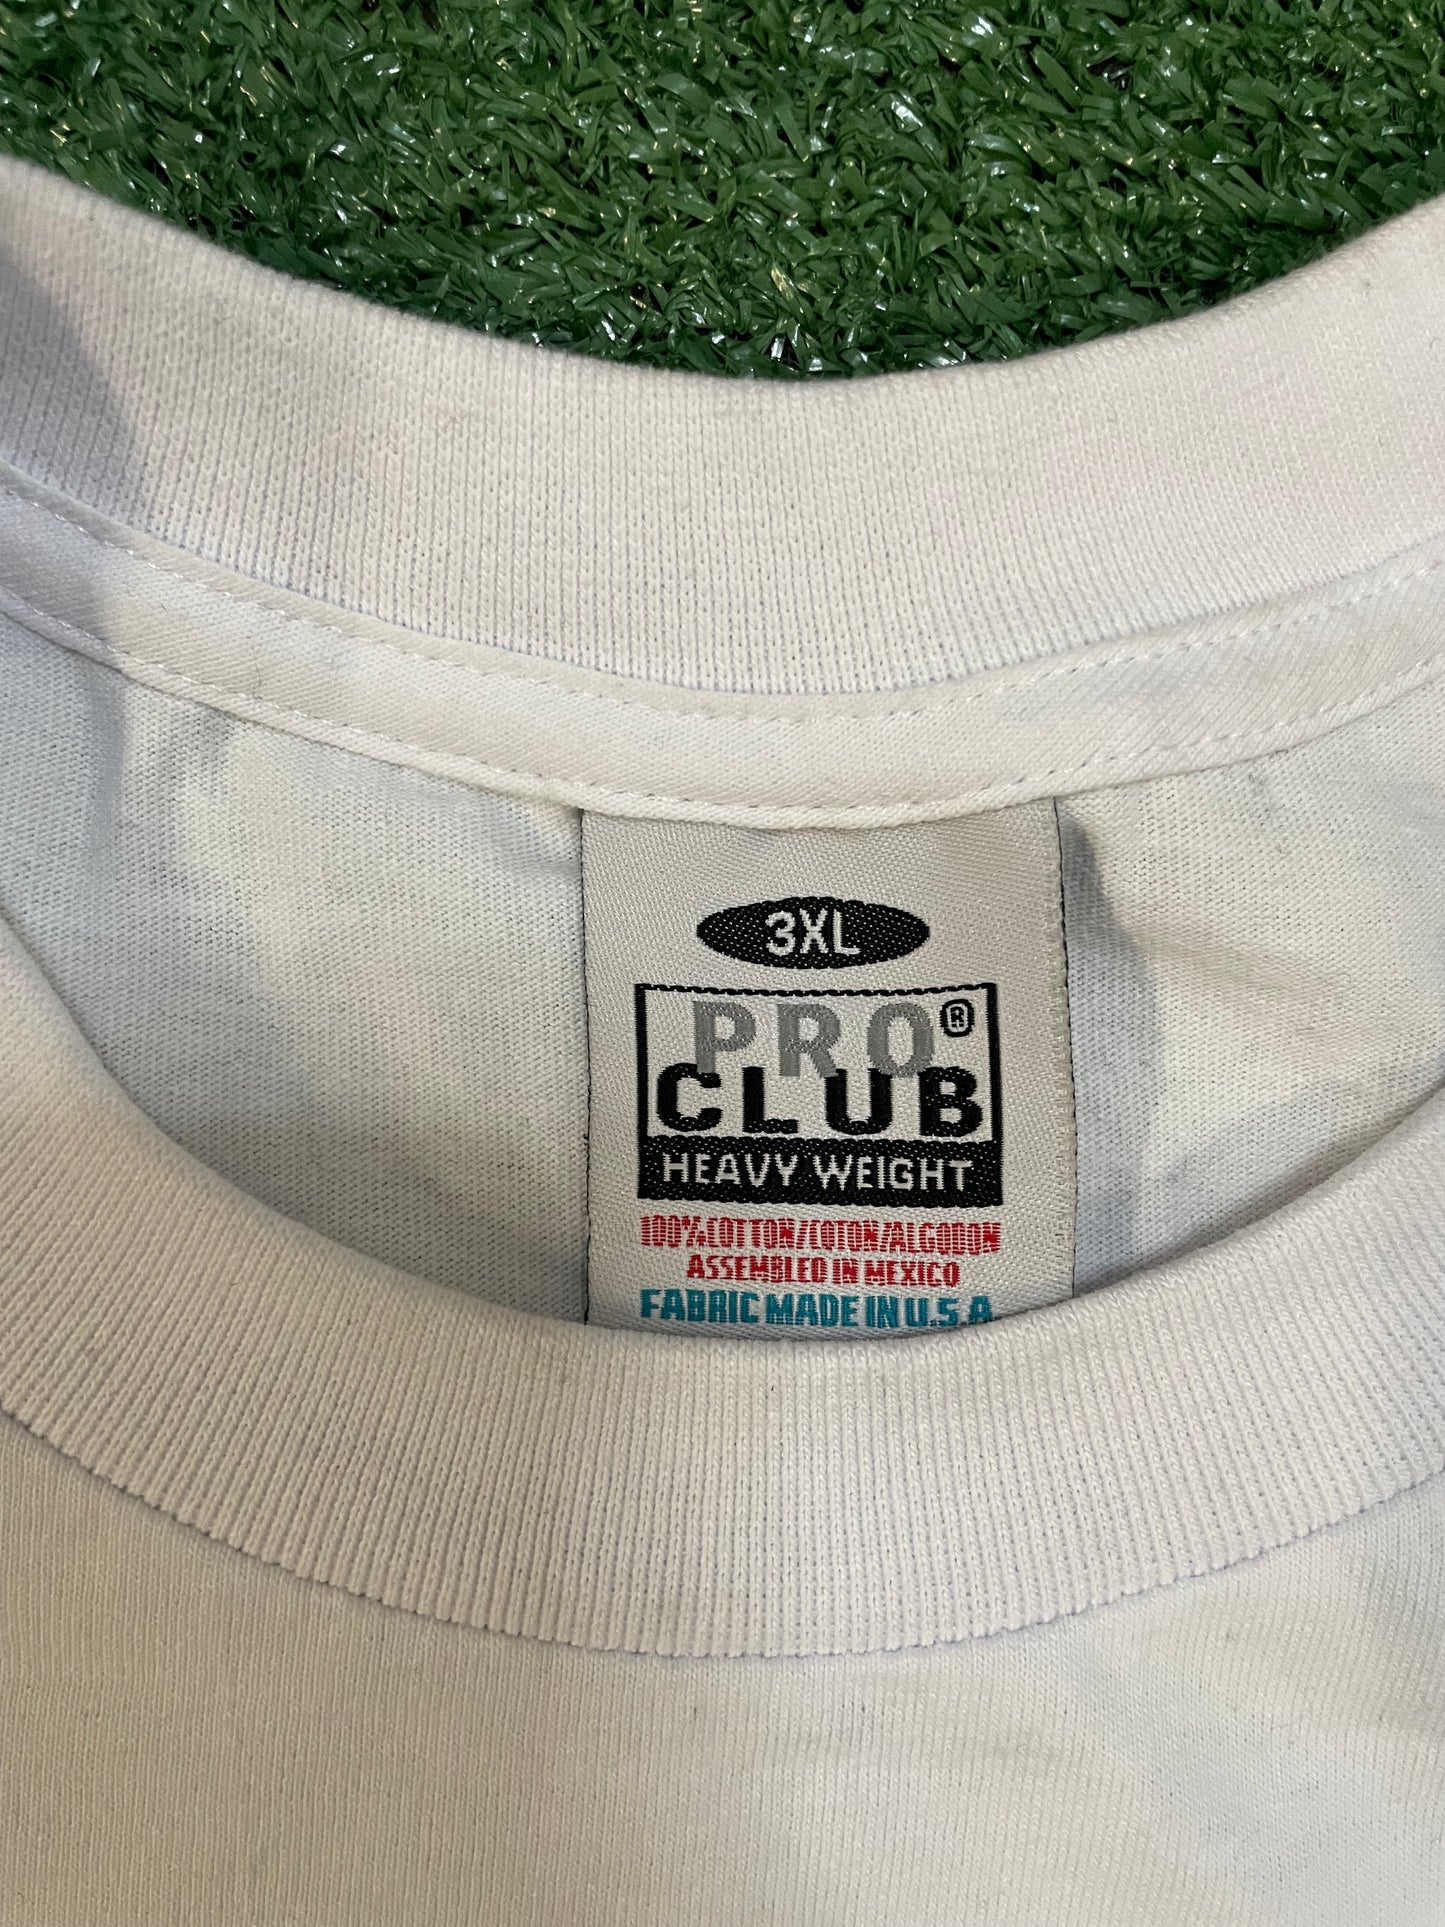 3XL
PRO®
CLUB
HEAVY WEIGHT
100% COTTON/COTON/ALGODON
ASSEMBLED IN MEXICO
FABRIC MADE IN U.S.A.